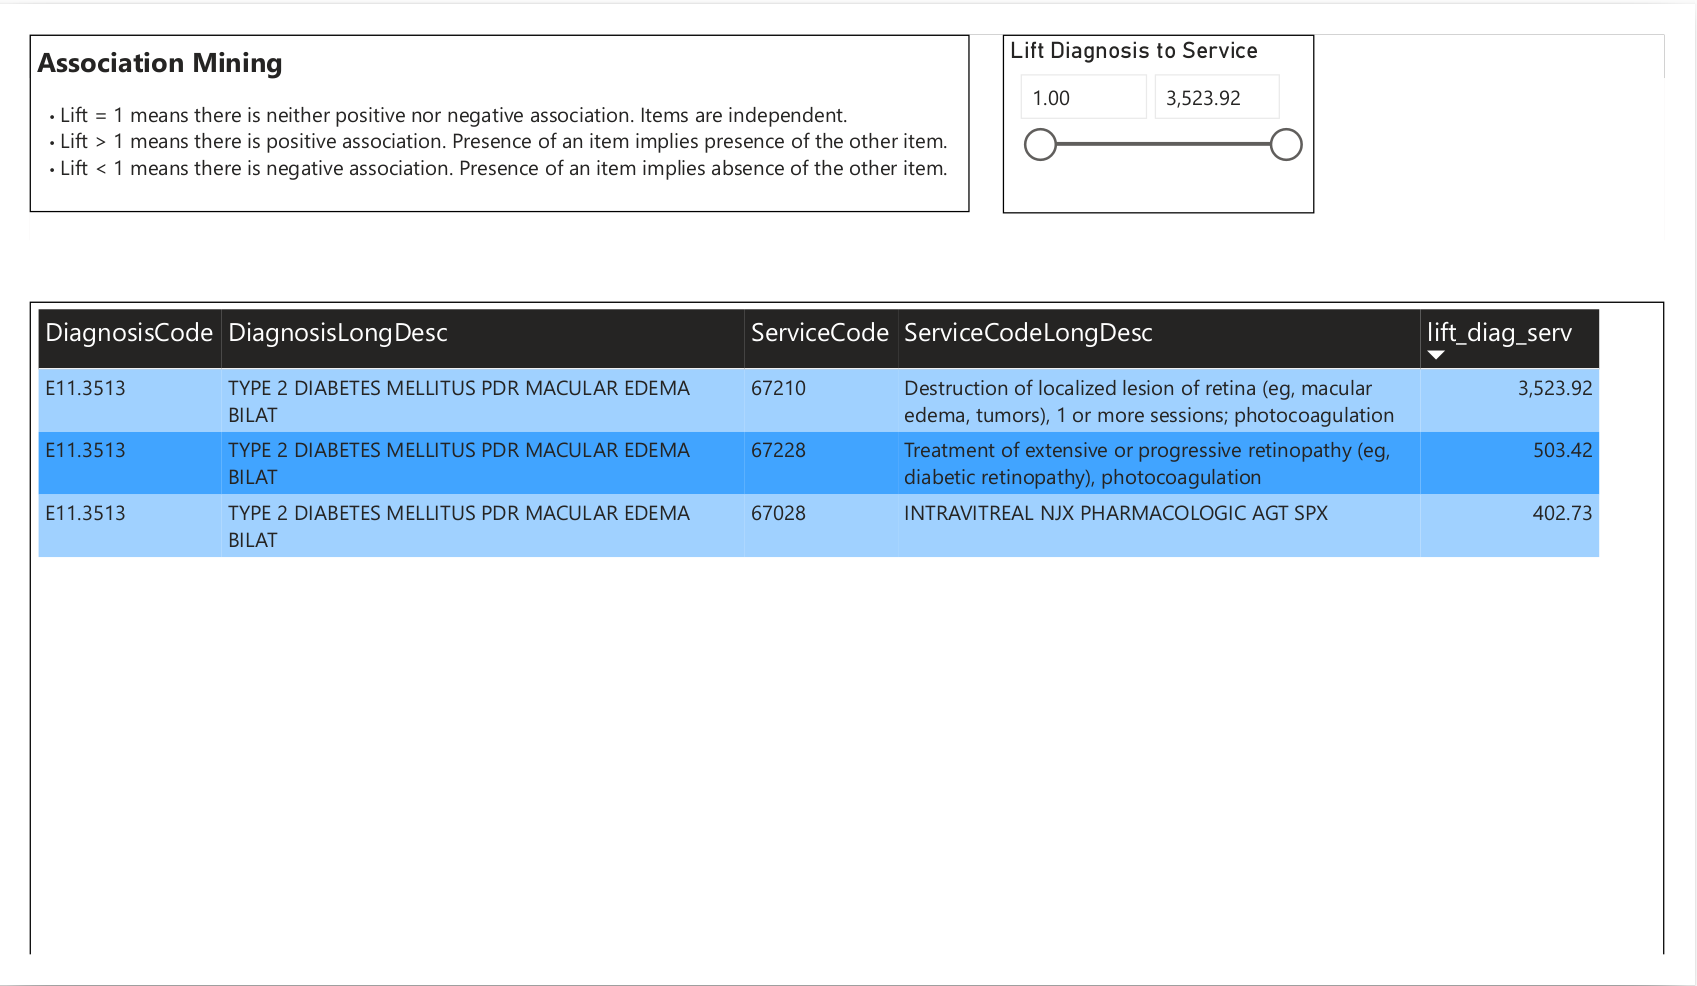 Association Mining
• Lift = 1 means there is neither positive nor negative association. Items are independent.
• Lift > 1 means there is positive association. Presence of an item implies presence of the other item.
• Lift < 1 means there is negative association. Presence of an item implies absence of the other item.
Lift Diagnosis to Service
1.00 3,523.92
DiagnosisCode DiagnosisLongDesc ServiceCode ServiceCodeLongDesc lift_diag_serv
E11.3513 TYPE 2 DIABETES MELLITUS PDR MACULAR EDEMA 67210 Destruction of localized lesion of retina (eg, macular 3,523.92
BILAT edema, tumors), 1 or more sessions; photocoagulation
E11.3513 TYPE 2 DIABETES MELLITUS PDR MACULAR EDEMA 67228 Treatment of extensive or progressive retinopathy (eg, 503.42
BILAT diabetic retinopathy), photocoagulation
E11.3513 TYPE 2 DIABETES MELLITUS PDR MACULAR EDEMA 67028 INTRAVITREAL NJX PHARMACOLOGIC AGT SPX 402.73
BILAT